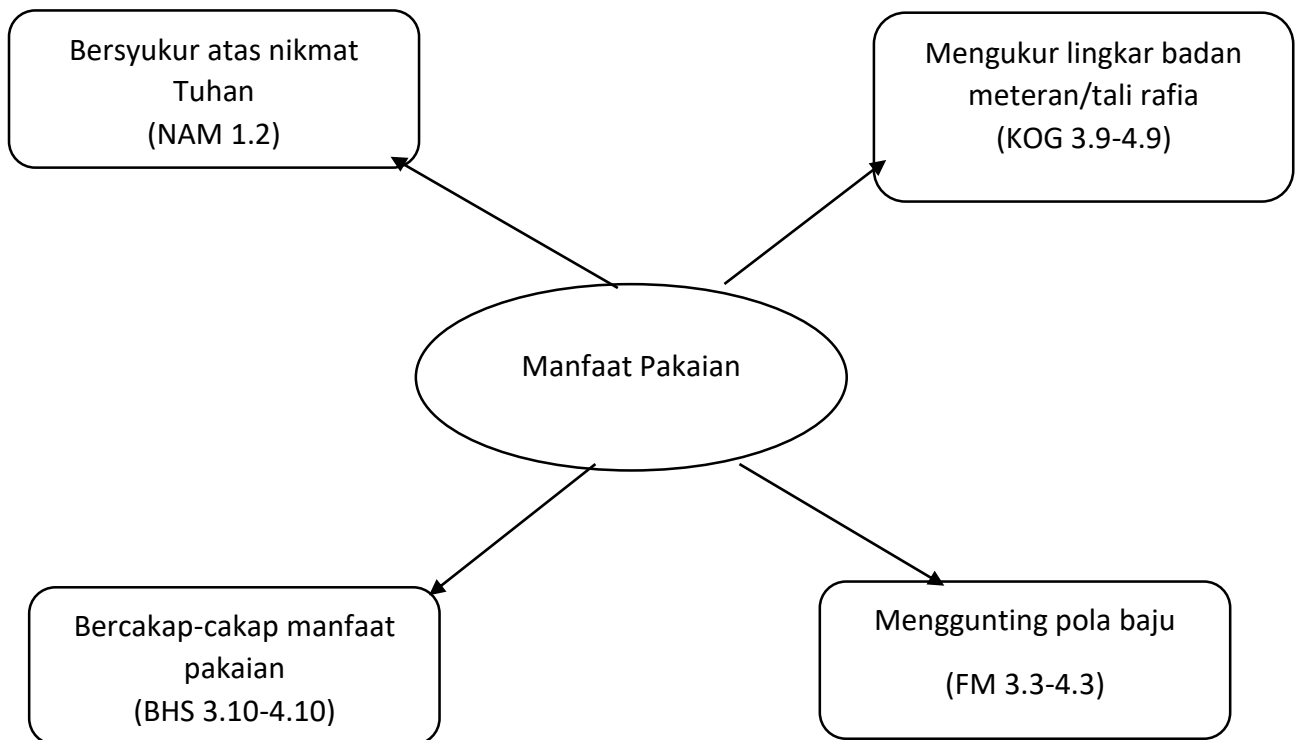 Bersyukur atas nikmat
Tuhan
(NAM 1.2)
Mengukur lingkar badan
meteran/tali rafia
(KOG 3.9-4.9)
Manfaat Pakaian
Bercakap-cakap manfaat
pakaian
(BHS 3.10-4.10)
Menggunting pola baju
(FM 3.3-4.3)